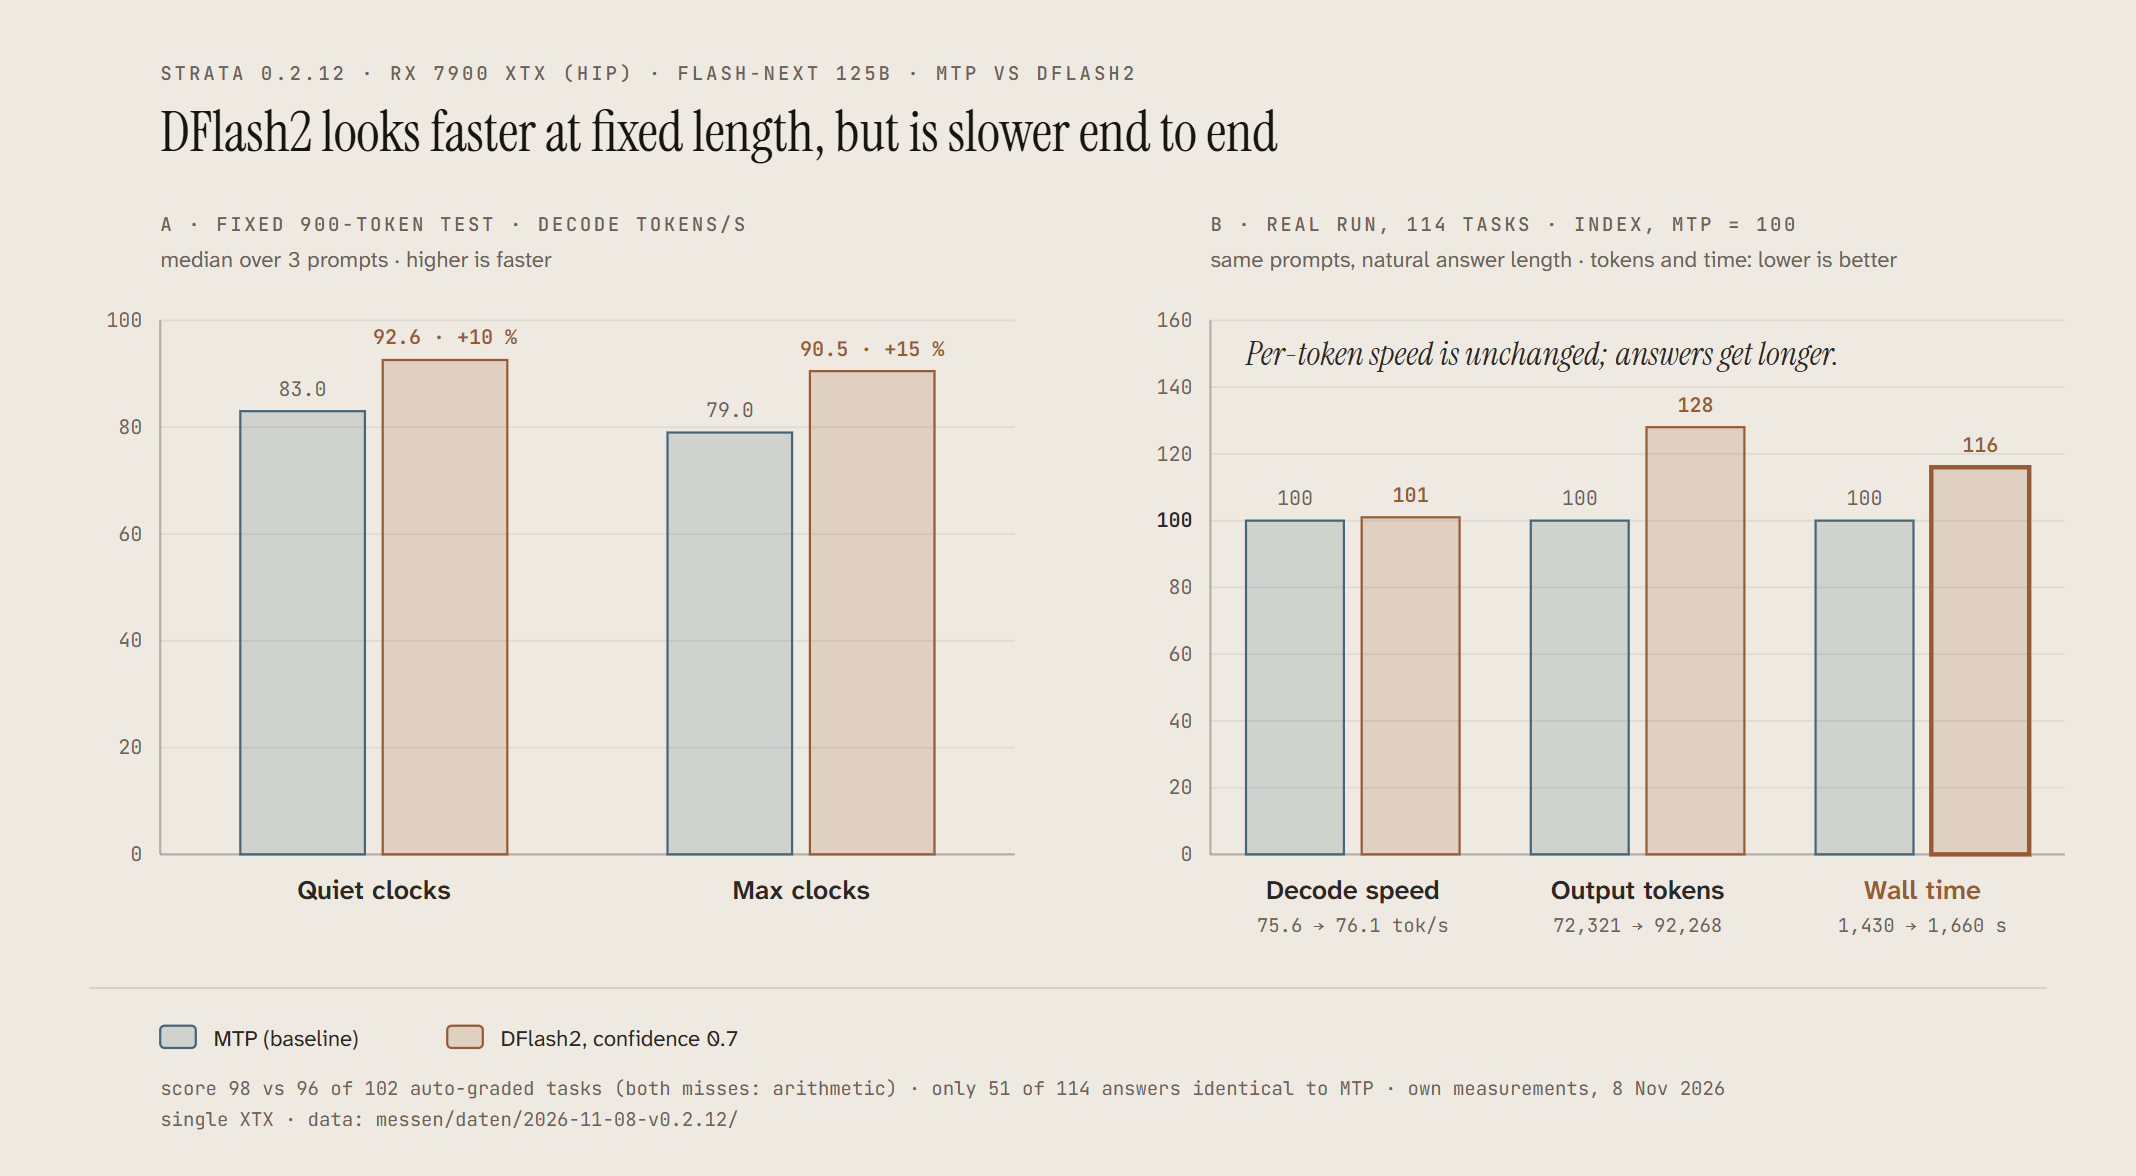 STRATA 0.2.12 · RX 7900 XTX (HIP) · FLASH-NEXT 125B · MTP VS DFLASH2
DFlash2 looks faster at fixed length, but is slower end to end
A · FIXED 900-TOKEN TEST · DECODE TOKENS/S
median over 3 prompts · higher is faster
100
80
60
40
20
0
83.0
92.6 · +10 %
79.0
90.5 · +15 %
Quiet clocks
Max clocks
B · REAL RUN, 114 TASKS · INDEX, MTP = 100
same prompts, natural answer length · tokens and time: lower is better
160
140
120
100
80
60
40
20
0
Per-token speed is unchanged; answers get longer.
100
101
100
128
100
116
Decode speed
75.6 → 76.1 tok/s
Output tokens
72,321 → 92,268
Wall time
1,430 → 1,660 s
MTP (baseline)
DFlash2, confidence 0.7
score 98 vs 96 of 102 auto-graded tasks (both misses: arithmetic) · only 51 of 114 answers identical to MTP · own measurements, 8 Nov 2026
single XTX · data: messen/daten/2026-11-08-v0.2.12/